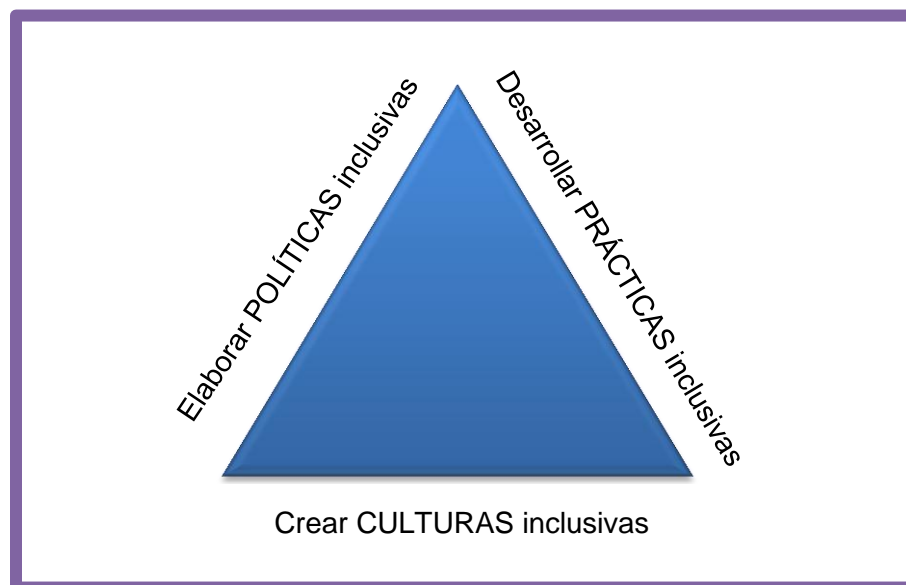 Elaborar POLÍTICAS inclusivas
Desarrollar PRÁCTICAS inclusivas
Crear CULTURAS inclusivas